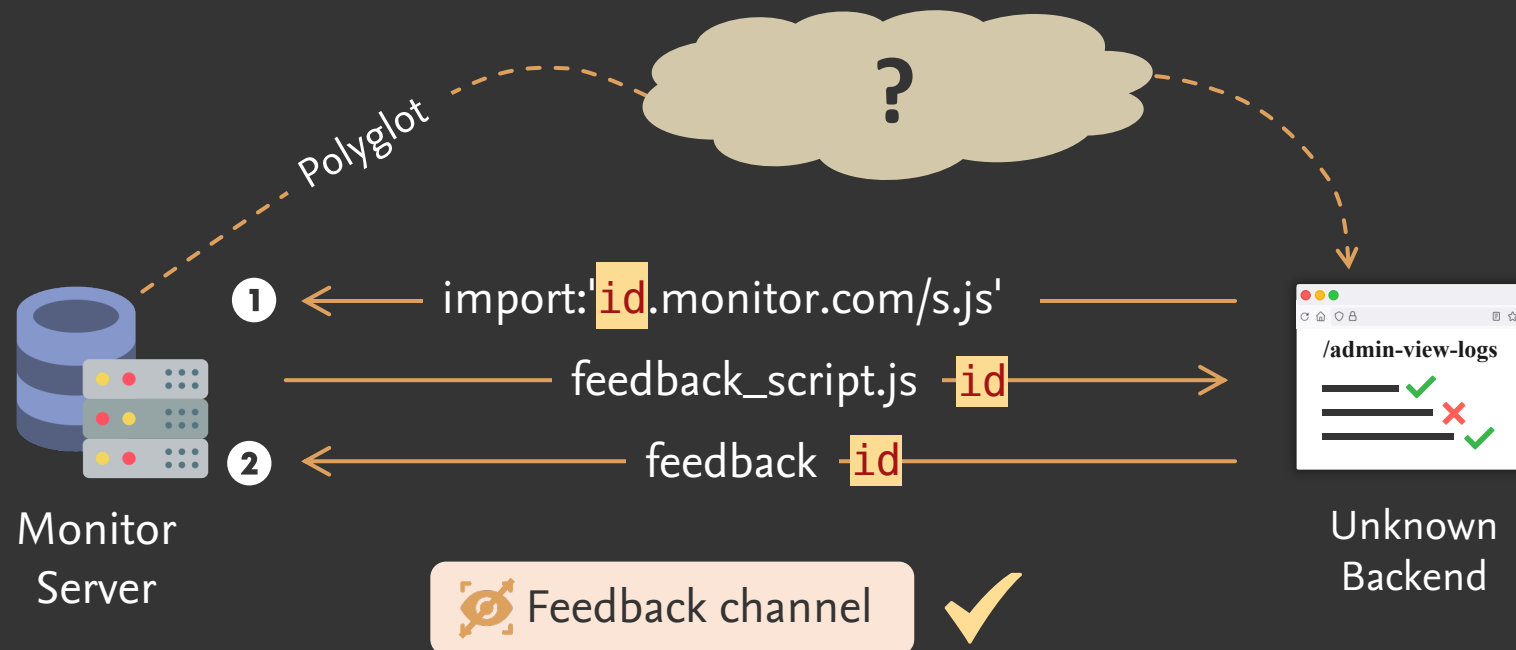 ?
Polyglot
1 import:'id.monitor.com/s.js'
feedback_script.js id
2 feedback id
/admin-view-logs
Monitor
Server
Unknown
Backend
Feedback channel